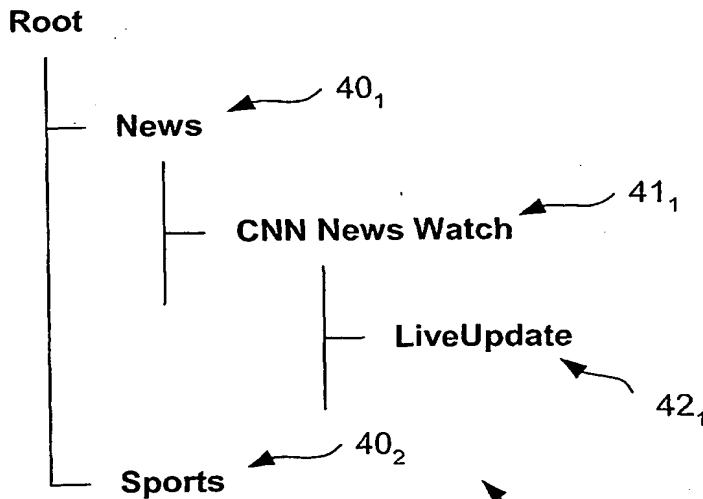 Root
40₁
News
41₁
CNN News Watch
LiveUpdate
42₁
40₂
Sports